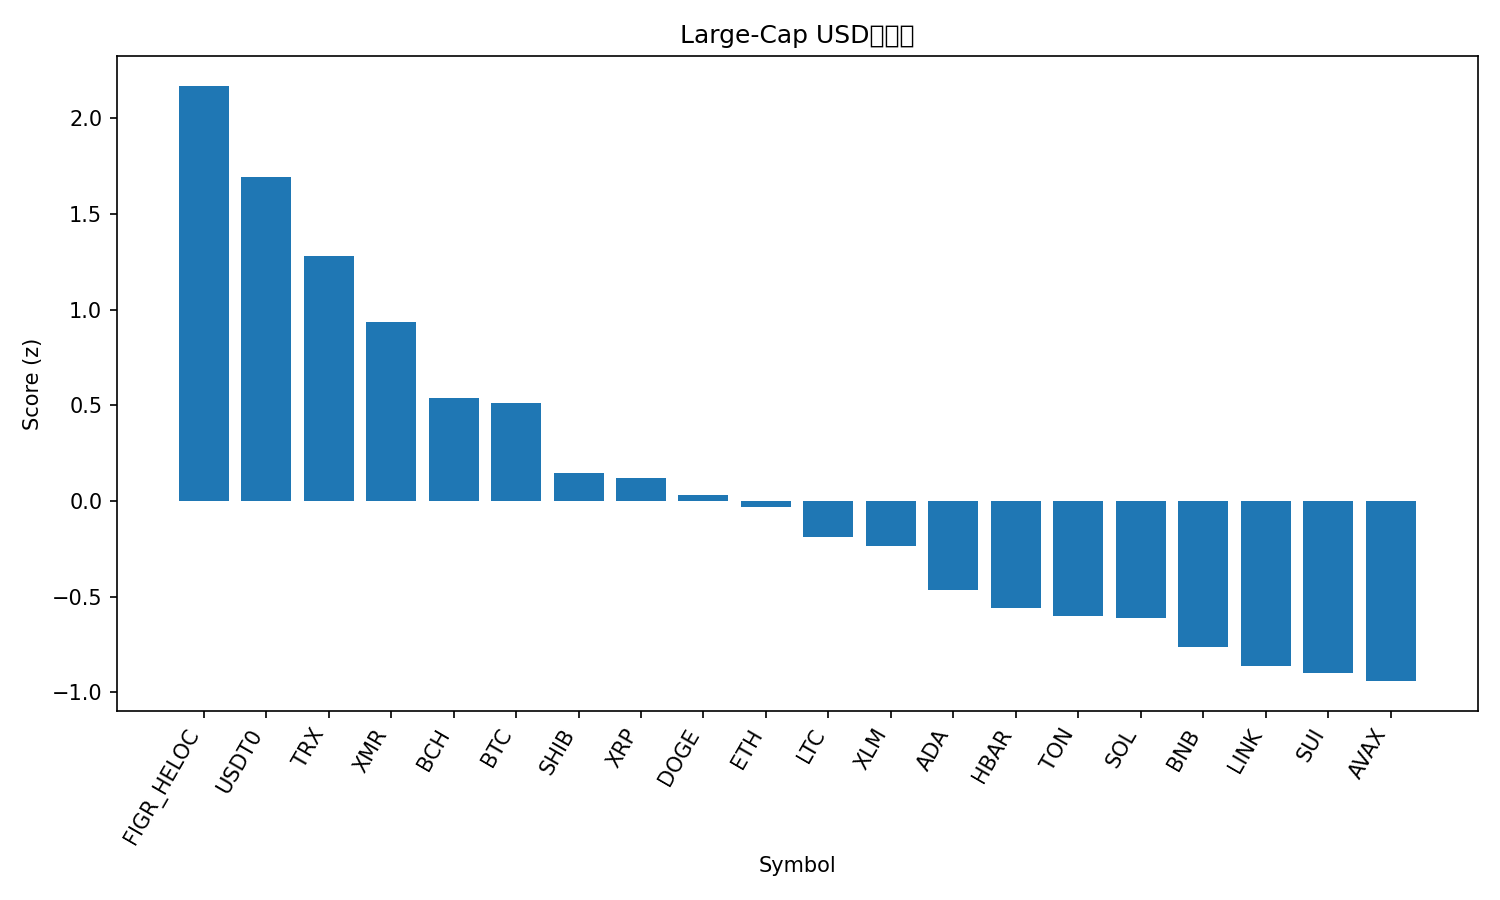 Large-Cap USD
Score (z)
2.0
1.5
1.0
0.5
0.0
−0.5
−1.0
FIGR_HELOC
USDT0
TRX
XMR
BCH
BTC
SHIB
XRP
DOGE
ETH
LTC
XLM
ADA
HBAR
TON
SOL
BNB
LINK
SUI
AVAX
Symbol